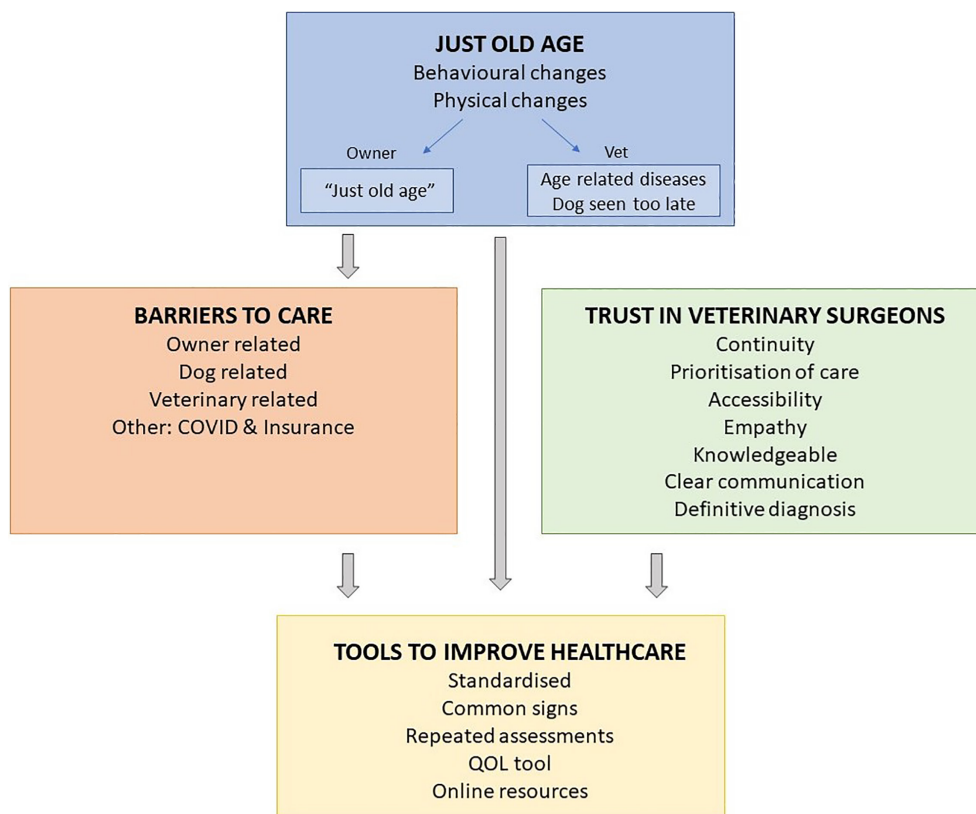 JUST OLD AGE
Behavioural changes
Physical changes
Owner
"Just old age"
Vet
Age related diseases
Dog seen too late
BARRIERS TO CARE
Owner related
Dog related
Veterinary related
Other: COVID & Insurance
TRUST IN VETERINARY SURGEONS
Continuity
Prioritisation of care
Accessibility
Empathy
Knowledgeable
Clear communication
Definitive diagnosis
TOOLS TO IMPROVE HEALTHCARE
Standardised
Common signs
Repeated assessments
QOL tool
Online resources